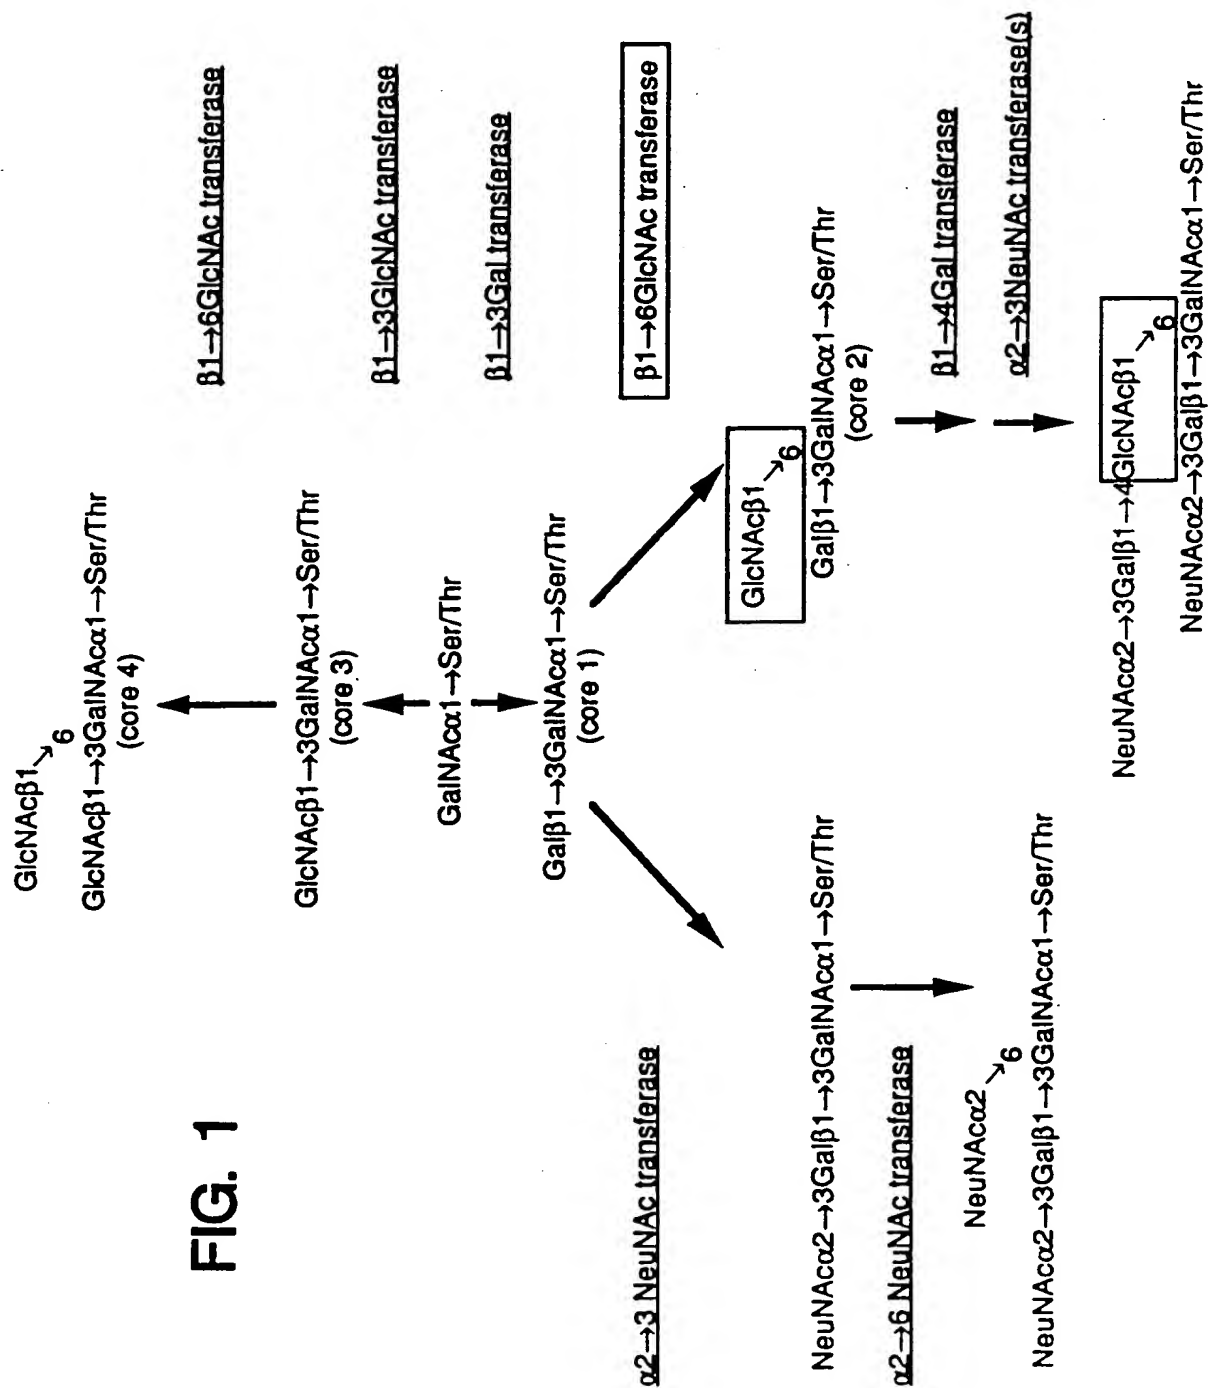 FIG. 1
GlcNAcβ1
→6
GlcNAcβ1→3GalNAcα1→Ser/Thr
(core 4)
β1→6GlcNAc transferase
GlcNAcβ1→3GalNAcα1→Ser/Thr
(core 3)
β1→3GlcNAc transferase
GalNAcα1→Ser/Thr
β1→3Gal transferase
Galβ1→3GalNAcα1→Ser/Thr
(core 1)
α2→3 NeuNAc transferase
β1→6GlcNAc transferase
GlcNAcβ1
→6
Galβ1→3GalNAcα1→Ser/Thr
(core 2)
NeuNAcα2→3Galβ1→3GalNAcα1→Ser/Thr
α2→6 NeuNAc transferase
β1→4Gal transferase
α2→3NeuNAc transferase(s)
NeuNAcα2
→6
NeuNAcα2→3Galβ1→3GalNAcα1→Ser/Thr
NeuNAcα2→3Galβ1→4GlcNAcβ1
→6
NeuNAcα2→3Galβ1→3GalNAcα1→Ser/Thr